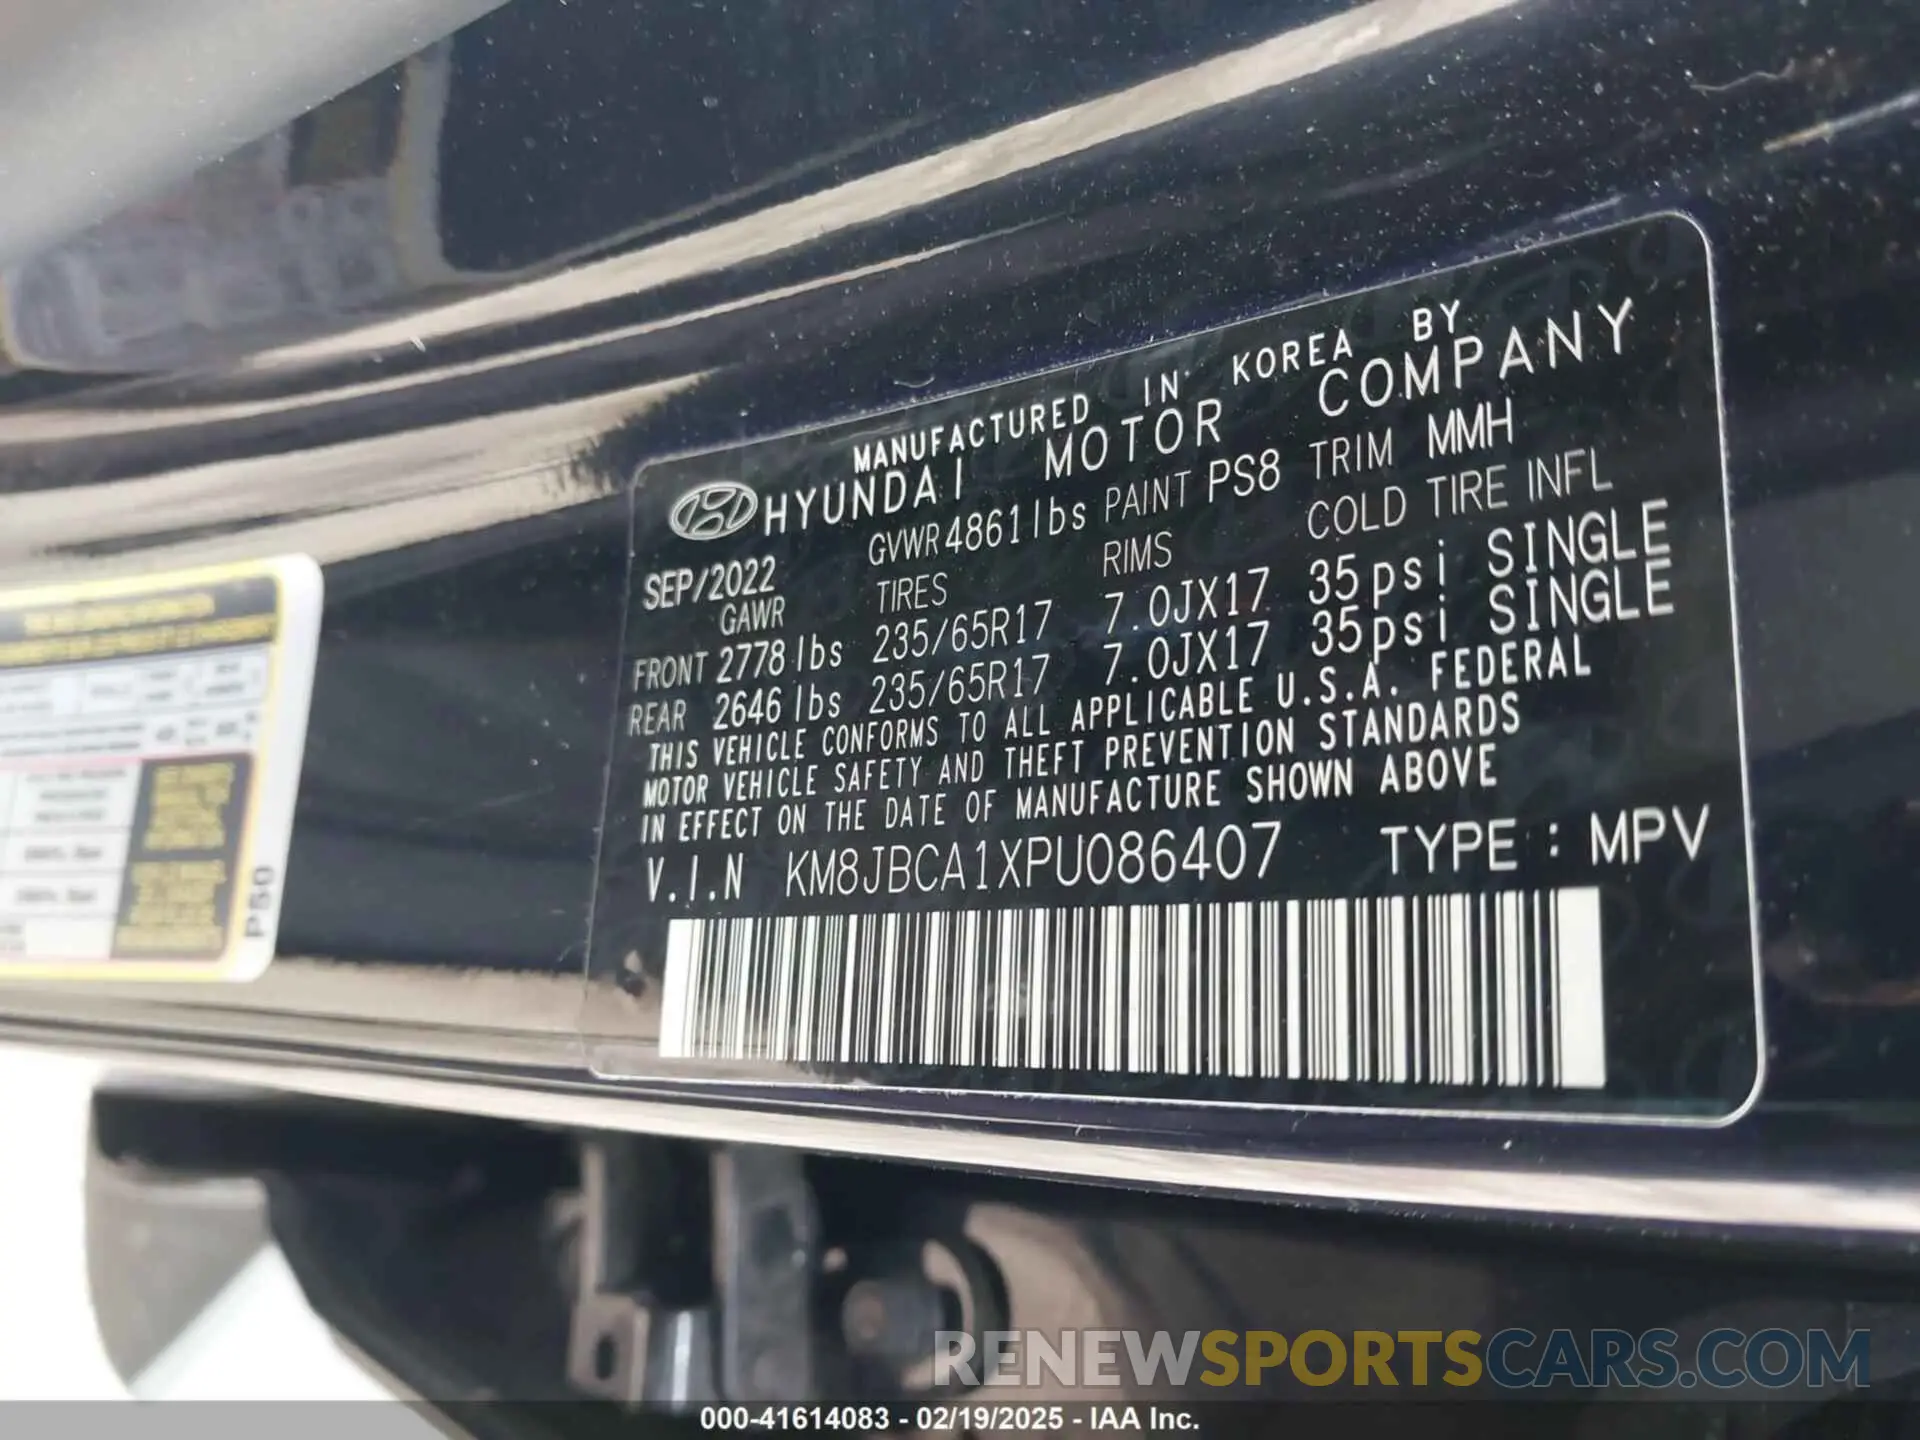 MANUFACTURED IN KOREA BY
HYUNDAI MOTOR COMPANY
SEP/2022 GVWR 4861 lbs PAINT PS8 TRIM MMH
GAWR TIRES RIMS COLD TIRE INFL
FRONT 2778 lbs 235/65R17 7.0JX17 35psi SINGLE
REAR 2646 lbs 235/65R17 7.0JX17 35psi SINGLE
THIS VEHICLE CONFORMS TO ALL APPLICABLE U.S.A. FEDERAL
MOTOR VEHICLE SAFETY AND THEFT PREVENTION STANDARDS
IN EFFECT ON THE DATE OF MANUFACTURE SHOWN ABOVE
V.I.N KM8JBCA1XPU086407 TYPE : MPV
P50
RENEWSPORTSCARS.COM
000-41614083 - 02/19/2025 - IAA Inc.